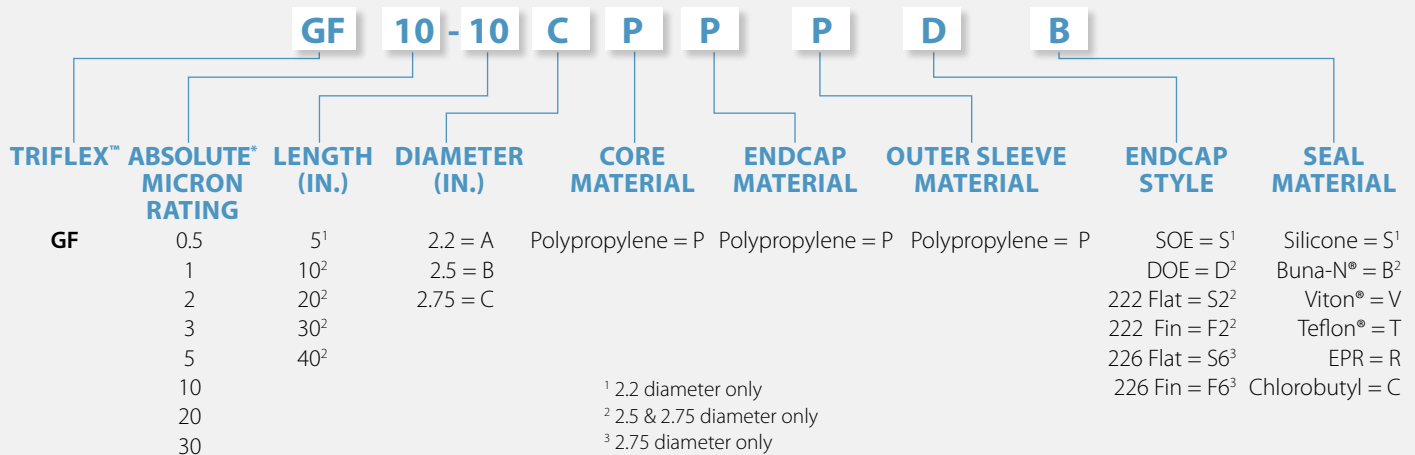 GF 10 - 10 C P P P D B
TRIFLEX™ ABSOLUTE* LENGTH DIAMETER CORE ENDCAP OUTER SLEEVE ENDCAP SEAL
MICRON (IN.) (IN.) MATERIAL MATERIAL MATERIAL STYLE MATERIAL
RATING
GF 0.5 5¹ 2.2 = A Polypropylene = P Polypropylene = P Polypropylene = P SOE = S¹ Silicone = S¹
1 10² 2.5 = B DOE = D² Buna-N® = B²
2 20² 2.75 = C 222 Flat = S2² Viton® = V
3 30² 222 Fin = F2² Teflon® = T
5 40² 226 Flat = S6³ EPR = R
10 ¹ 2.2 diameter only 226 Fin = F6³ Chlorobutyl = C
20 ² 2.5 & 2.75 diameter only
30 ³ 2.75 diameter only